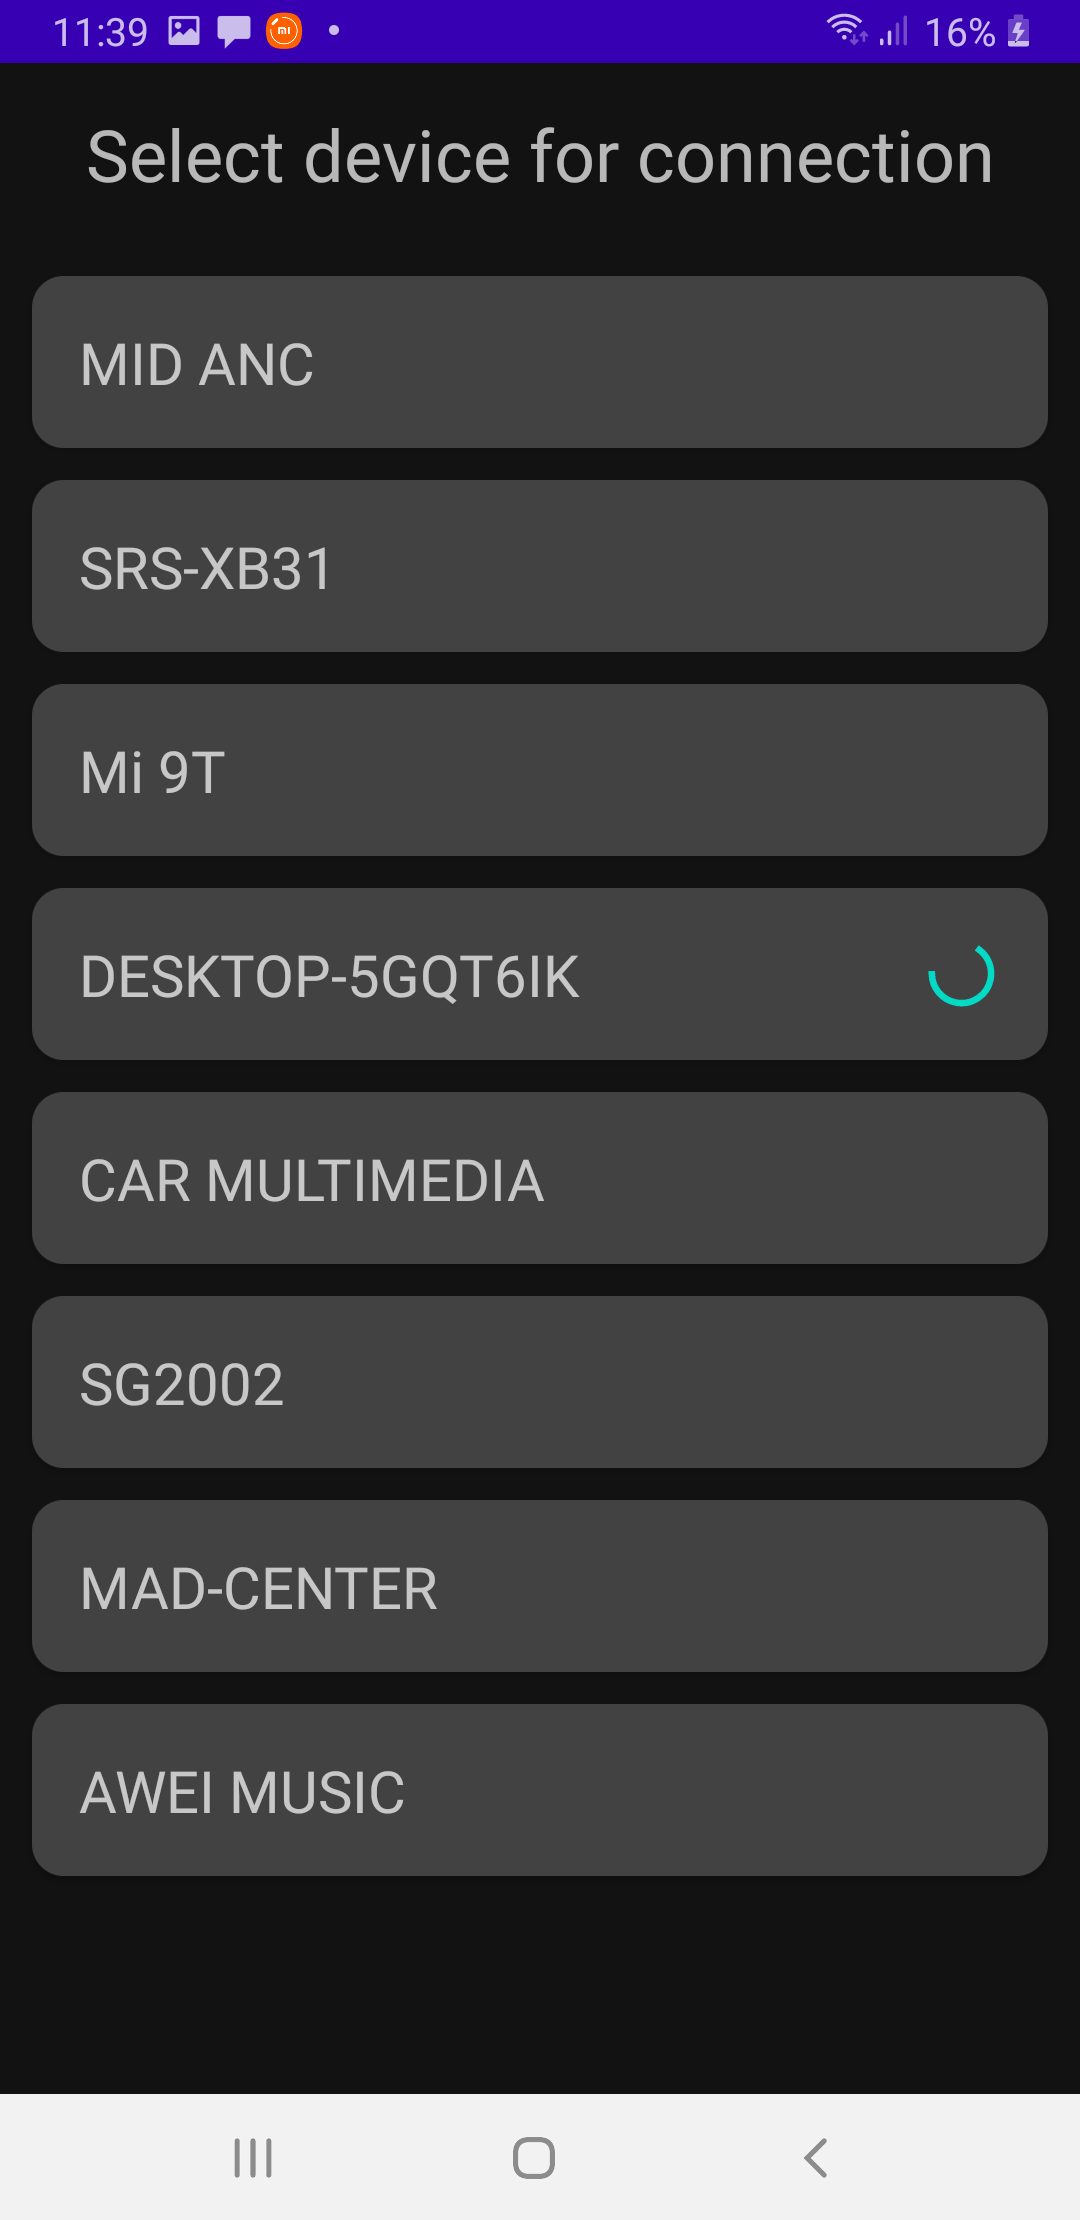 11:39
16%
Select device for connection
MID ANC
SRS-XB31
Mi 9T
DESKTOP-5GQT6IK
CAR MULTIMEDIA
SG2002
MAD-CENTER
AWEI MUSIC